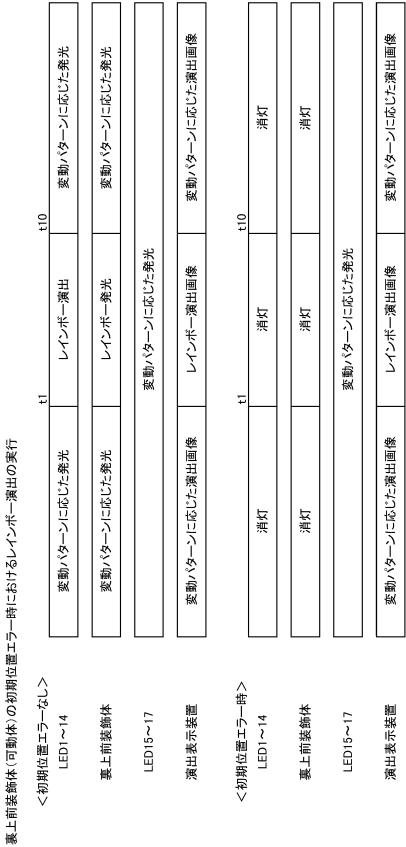 裏上前装飾体(可動体)の初期位置エラー時におけるレインボー演出の実行
＜初期位置エラーなし＞
t1
t10
LED1～14
変動パターンに応じた発光
レインボー演出
変動パターンに応じた発光
裏上前装飾体
変動パターンに応じた発光
レインボー発光
変動パターンに応じた発光
LED15～17
変動パターンに応じた発光
演出表示装置
変動パターンに応じた演出画像
レインボー演出画像
変動パターンに応じた演出画像
＜初期位置エラー時＞
t1
t10
LED1～14
消灯
消灯
消灯
裏上前装飾体
消灯
消灯
消灯
LED15～17
変動パターンに応じた発光
演出表示装置
変動パターンに応じた演出画像
レインボー演出画像
変動パターンに応じた演出画像